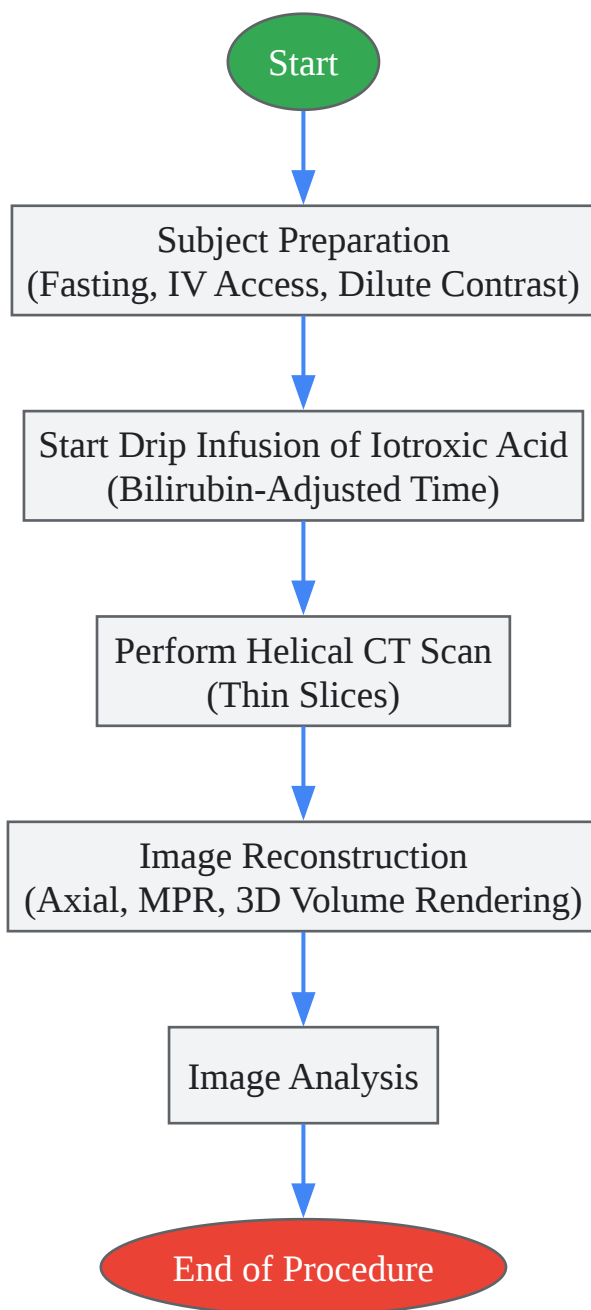 Start
Subject Preparation
(Fasting, IV Access, Dilute Contrast)
Start Drip Infusion of Iotroxic Acid
(Bilirubin-Adjusted Time)
Perform Helical CT Scan
(Thin Slices)
Image Reconstruction
(Axial, MPR, 3D Volume Rendering)
Image Analysis
End of Procedure